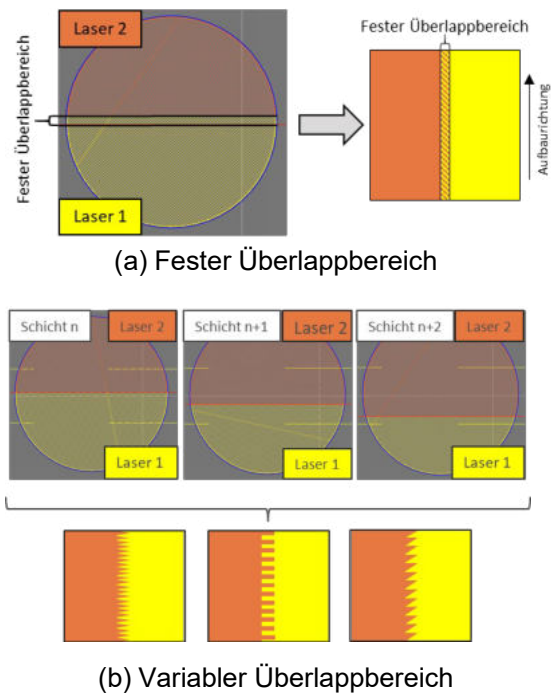 Laser 2
Fester Überlappbereich
Laser 1
Fester Überlappbereich
Aufbaurichtung
(a) Fester Überlappbereich
Schicht n
Laser 2
Schicht n+1
Laser 2
Schicht n+2
Laser 2
Laser 1
Laser 1
Laser 1
(b) Variabler Überlappbereich